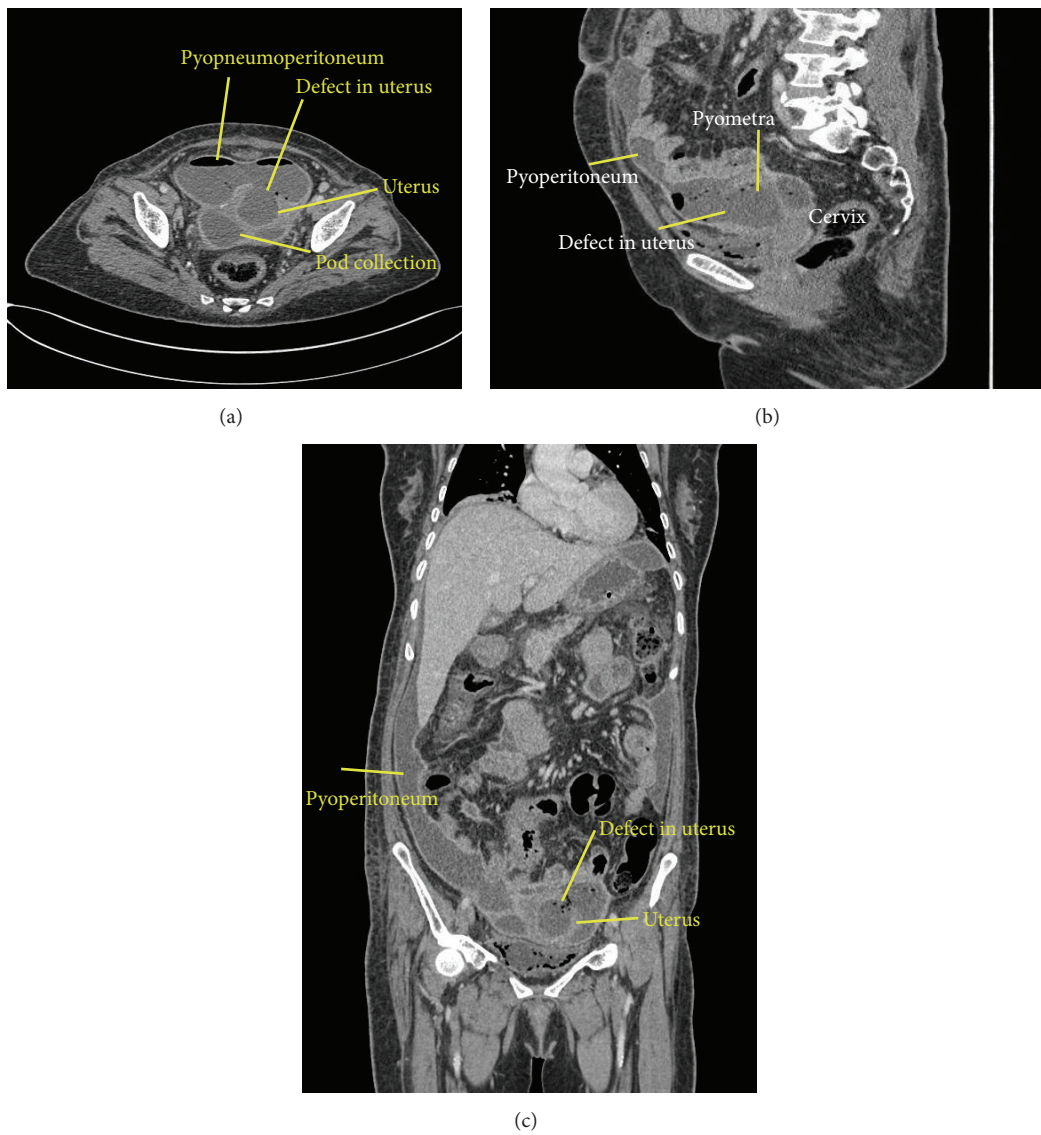 Pyopneumoperitoneum
Defect in uterus
Uterus
Pod collection
(a)
Pyometra
Pyoperitoneum
Cervix
Defect in uterus
(b)
Pyoperitoneum
Defect in uterus
Uterus
(c)